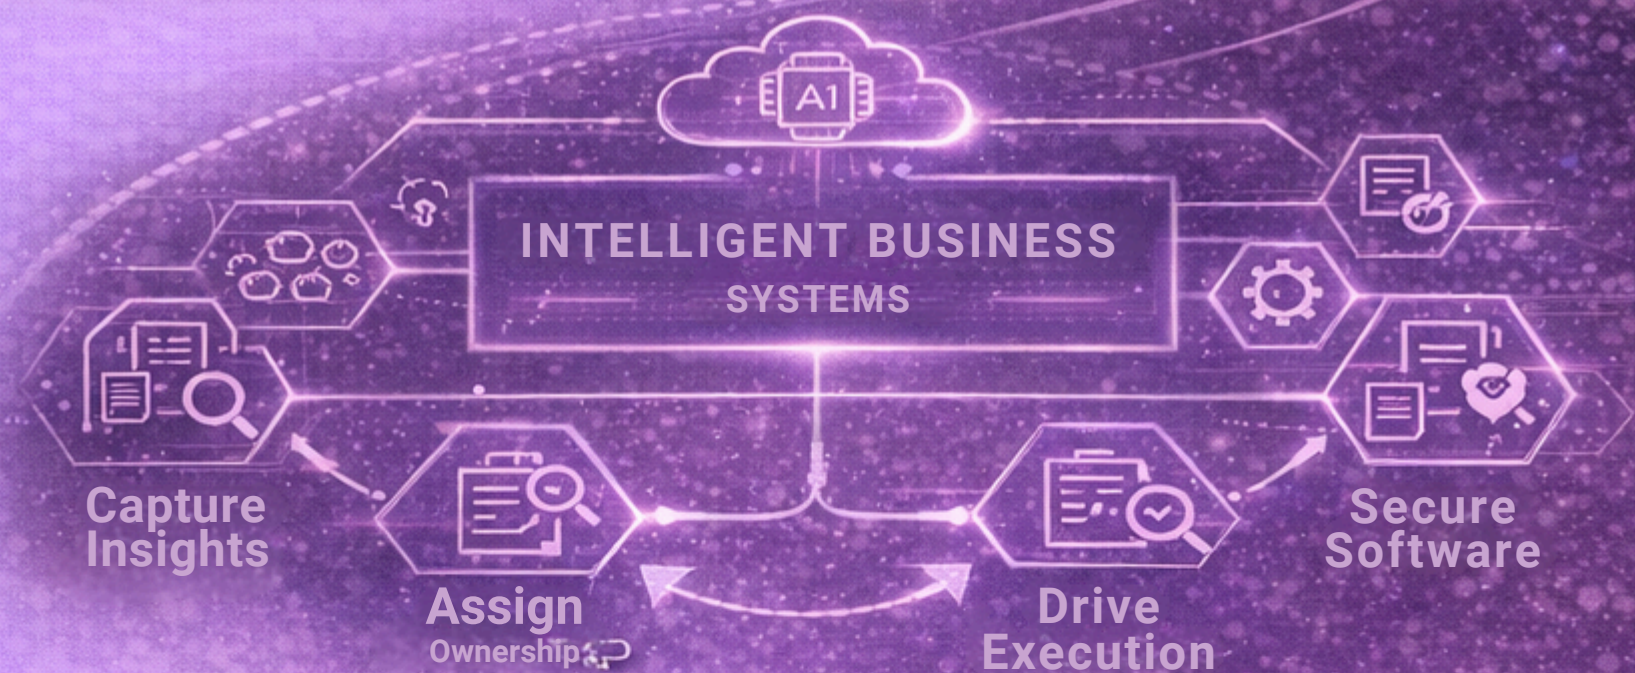 A1
INTELLIGENT BUSINESS
SYSTEMS
Capture
Insights
Assign
Ownership
Drive
Execution
Secure
Software